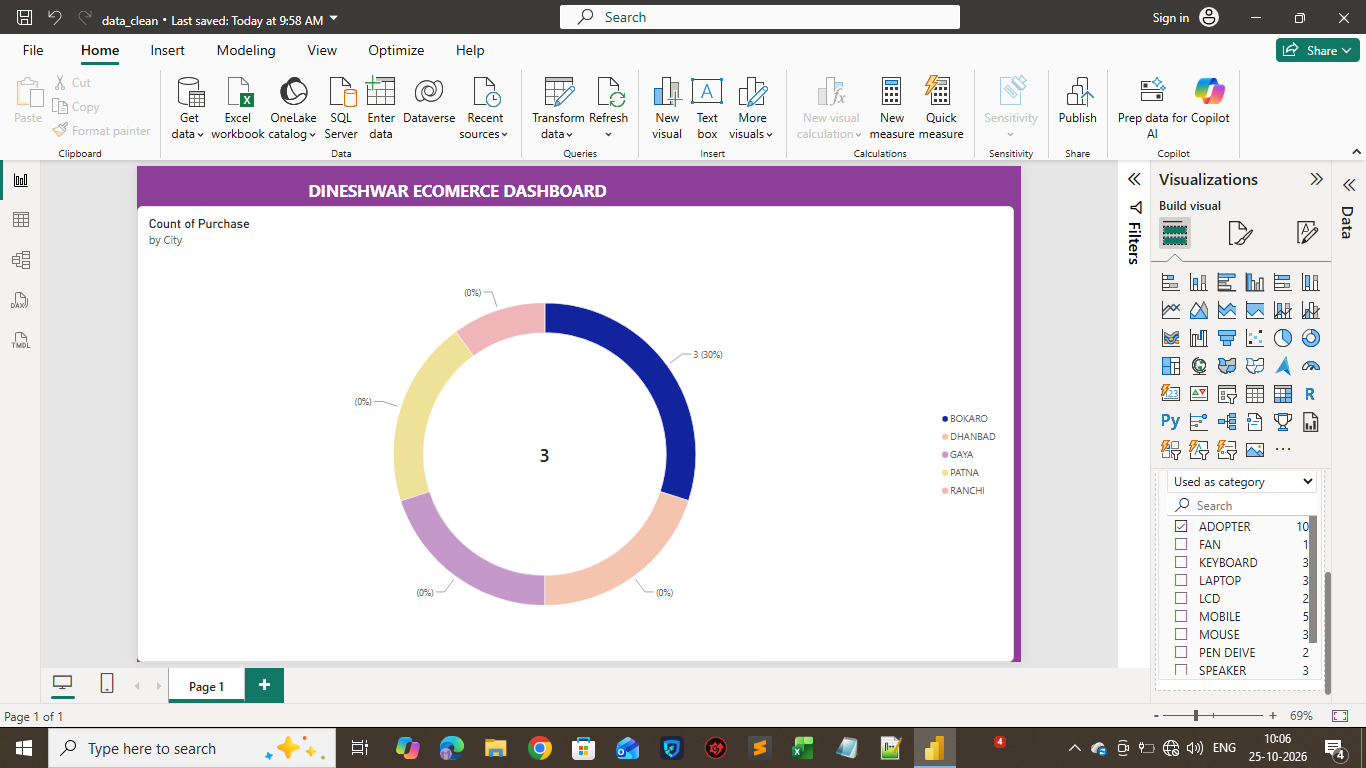 data_clean • Last saved: Today at 9:58 AM
Search
Sign in
File Home Insert Modeling View Optimize Help
Share
Paste
Cut
Copy
Format painter
Clipboard
Get data
Excel workbook
OneLake catalog
SQL Server
Enter data
Dataverse
Recent sources
Data
Transform data
Refresh
Queries
New visual
Text box
More visuals
Insert
New visual calculation
New measure
Quick measure
Calculations
Sensitivity
Sensitivity
Publish
Share
Prep data for AI
Copilot
Copilot
DAX
TMDL
DINESHWAR ECOMERCE DASHBOARD
Count of Purchase
by City
(0%)
3 (30%)
(0%)
3
(0%)
(0%)
BOKARO
DHANBAD
GAYA
PATNA
RANCHI
Filters
Visualizations
Build visual
R
Py
Used as category
Search
ADOPTER 10
FAN 1
KEYBOARD 3
LAPTOP 3
LCD 2
MOBILE 5
MOUSE 3
PEN DEIVE 2
SPEAKER 3
Data
Page 1
Page 1 of 1
- + 69%
Type here to search
4
ENG
10:06
25-10-2026
4